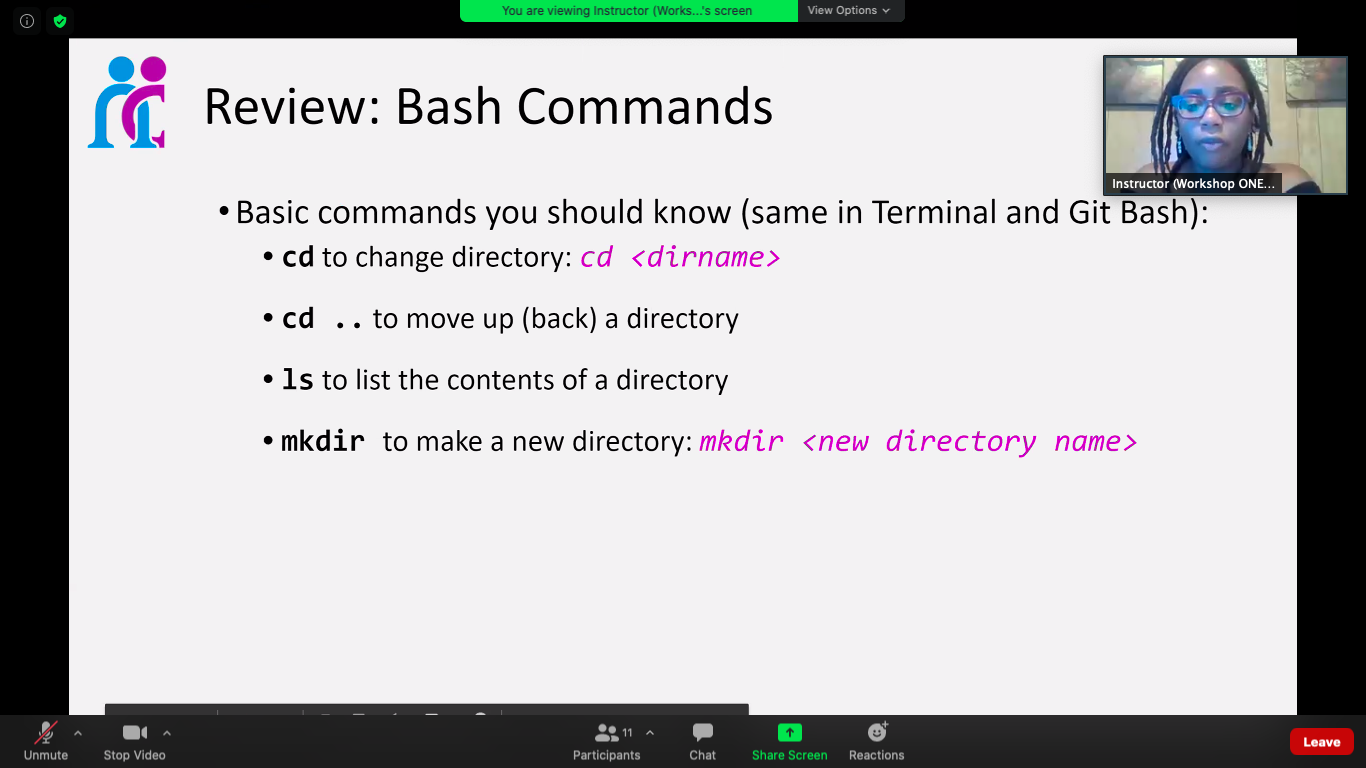 You are viewing Instructor (Works...'s screen
View Options
Review: Bash Commands
Instructor (Workshop ONE...
• Basic commands you should know (same in Terminal and Git Bash):
• cd to change directory: cd <dirname>
• cd .. to move up (back) a directory
• ls to list the contents of a directory
• mkdir to make a new directory: mkdir <new directory name>
Unmute
Stop Video
11
Participants
Chat
Share Screen
Reactions
Leave